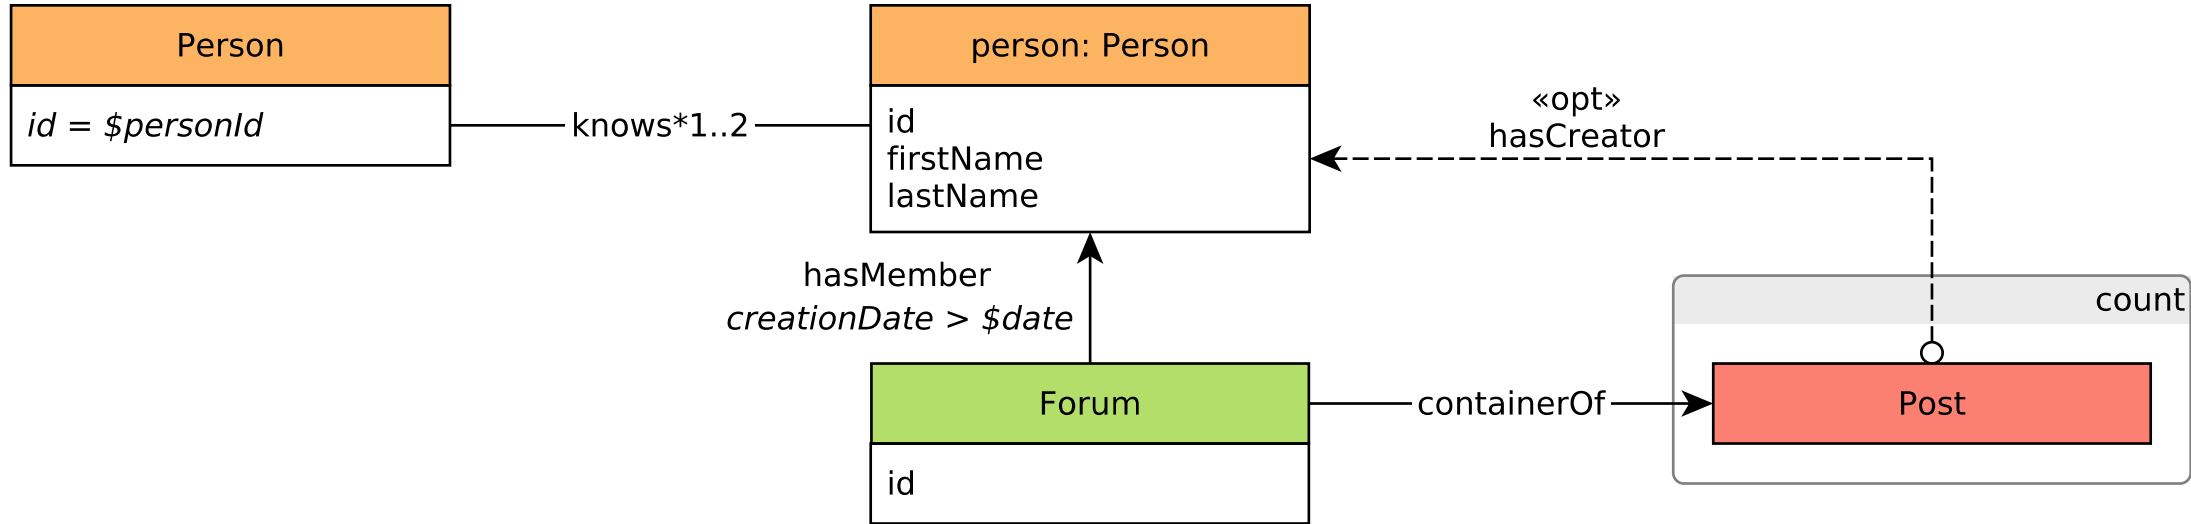 Person
id = $personId
knows*1..2
person: Person
id
firstName
lastName
«opt»
hasCreator
hasMember
creationDate > $date
count
Forum
id
containerOf
Post